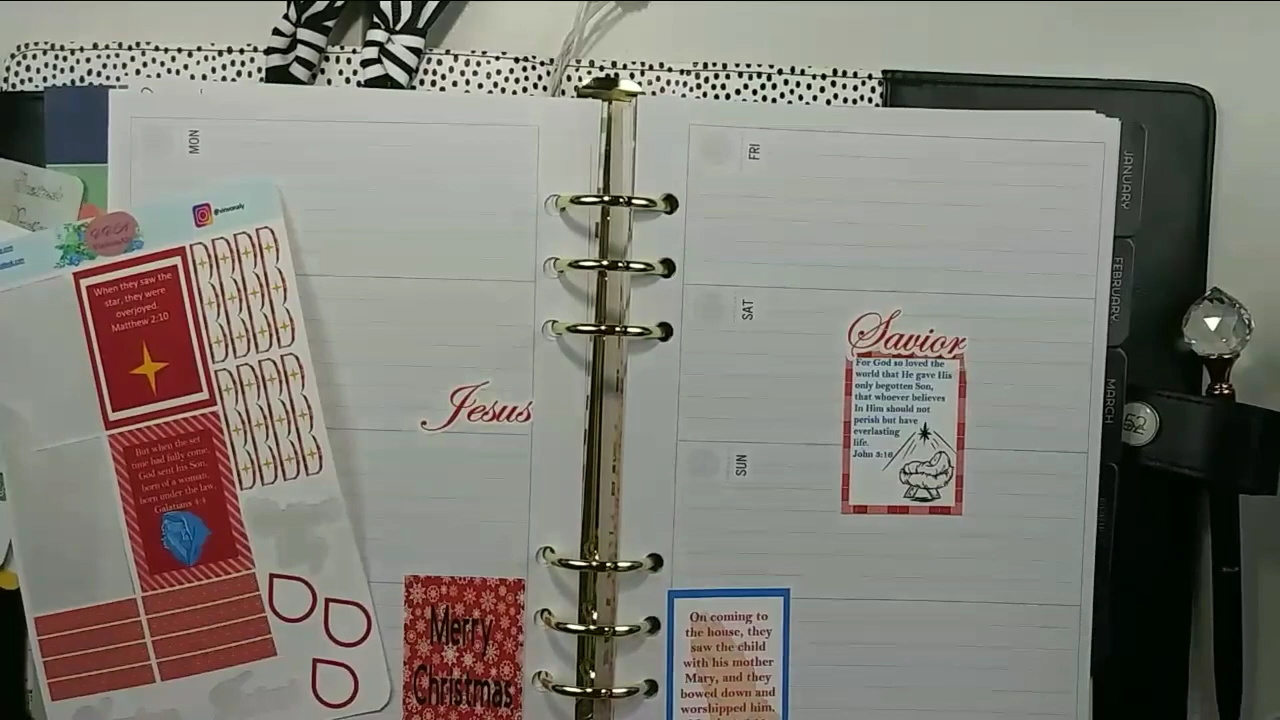 MON
FRI
SAT
SUN
JANUARY
FEBRUARY
MARCH
52
When they saw the
star, they were
overjoyed.
Matthew 2:10
But when the set
time had fully come,
God sent his Son,
born of a woman,
born under the law.
Galatians 4:4
Jesus
Merry
Christmas
Savior
For God so loved the
world that He gave His
only begotten Son,
that whoever believes
In Him should not
perish but have
everlasting
life.
John 3:16
On coming to
the house, they
saw the child
with his mother
Mary, and they
bowed down and
worshipped him.